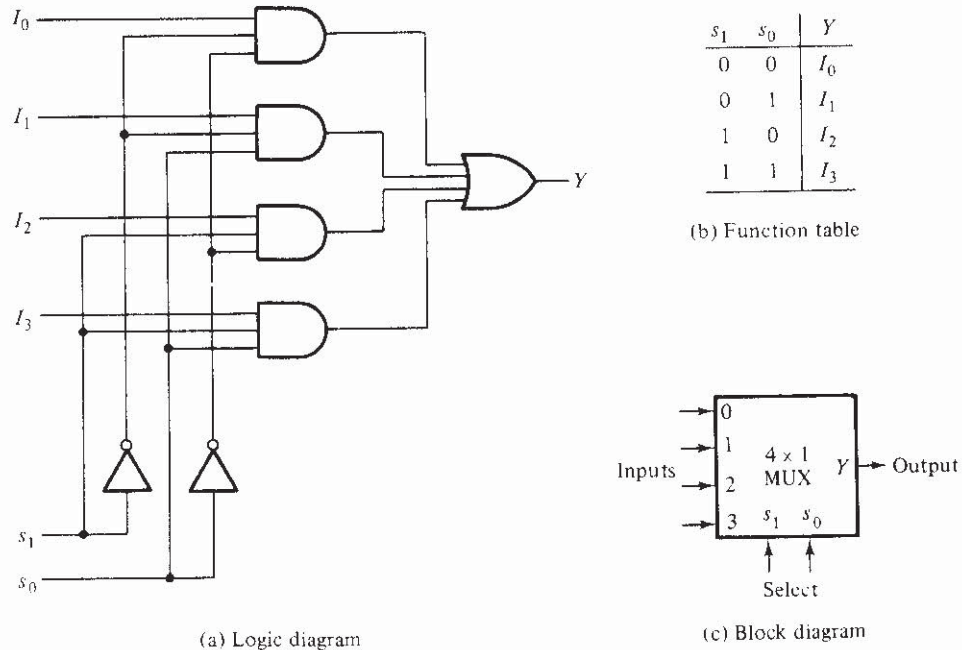 I₀
I₁
I₂
I₃
s₁
s₀
Y
(a) Logic diagram
s₁ s₀ Y
0 0 I₀
0 1 I₁
1 0 I₂
1 1 I₃
(b) Function table
0
1
2
3
Inputs
4 × 1
MUX
Y
Output
s₁ s₀
Select
(c) Block diagram